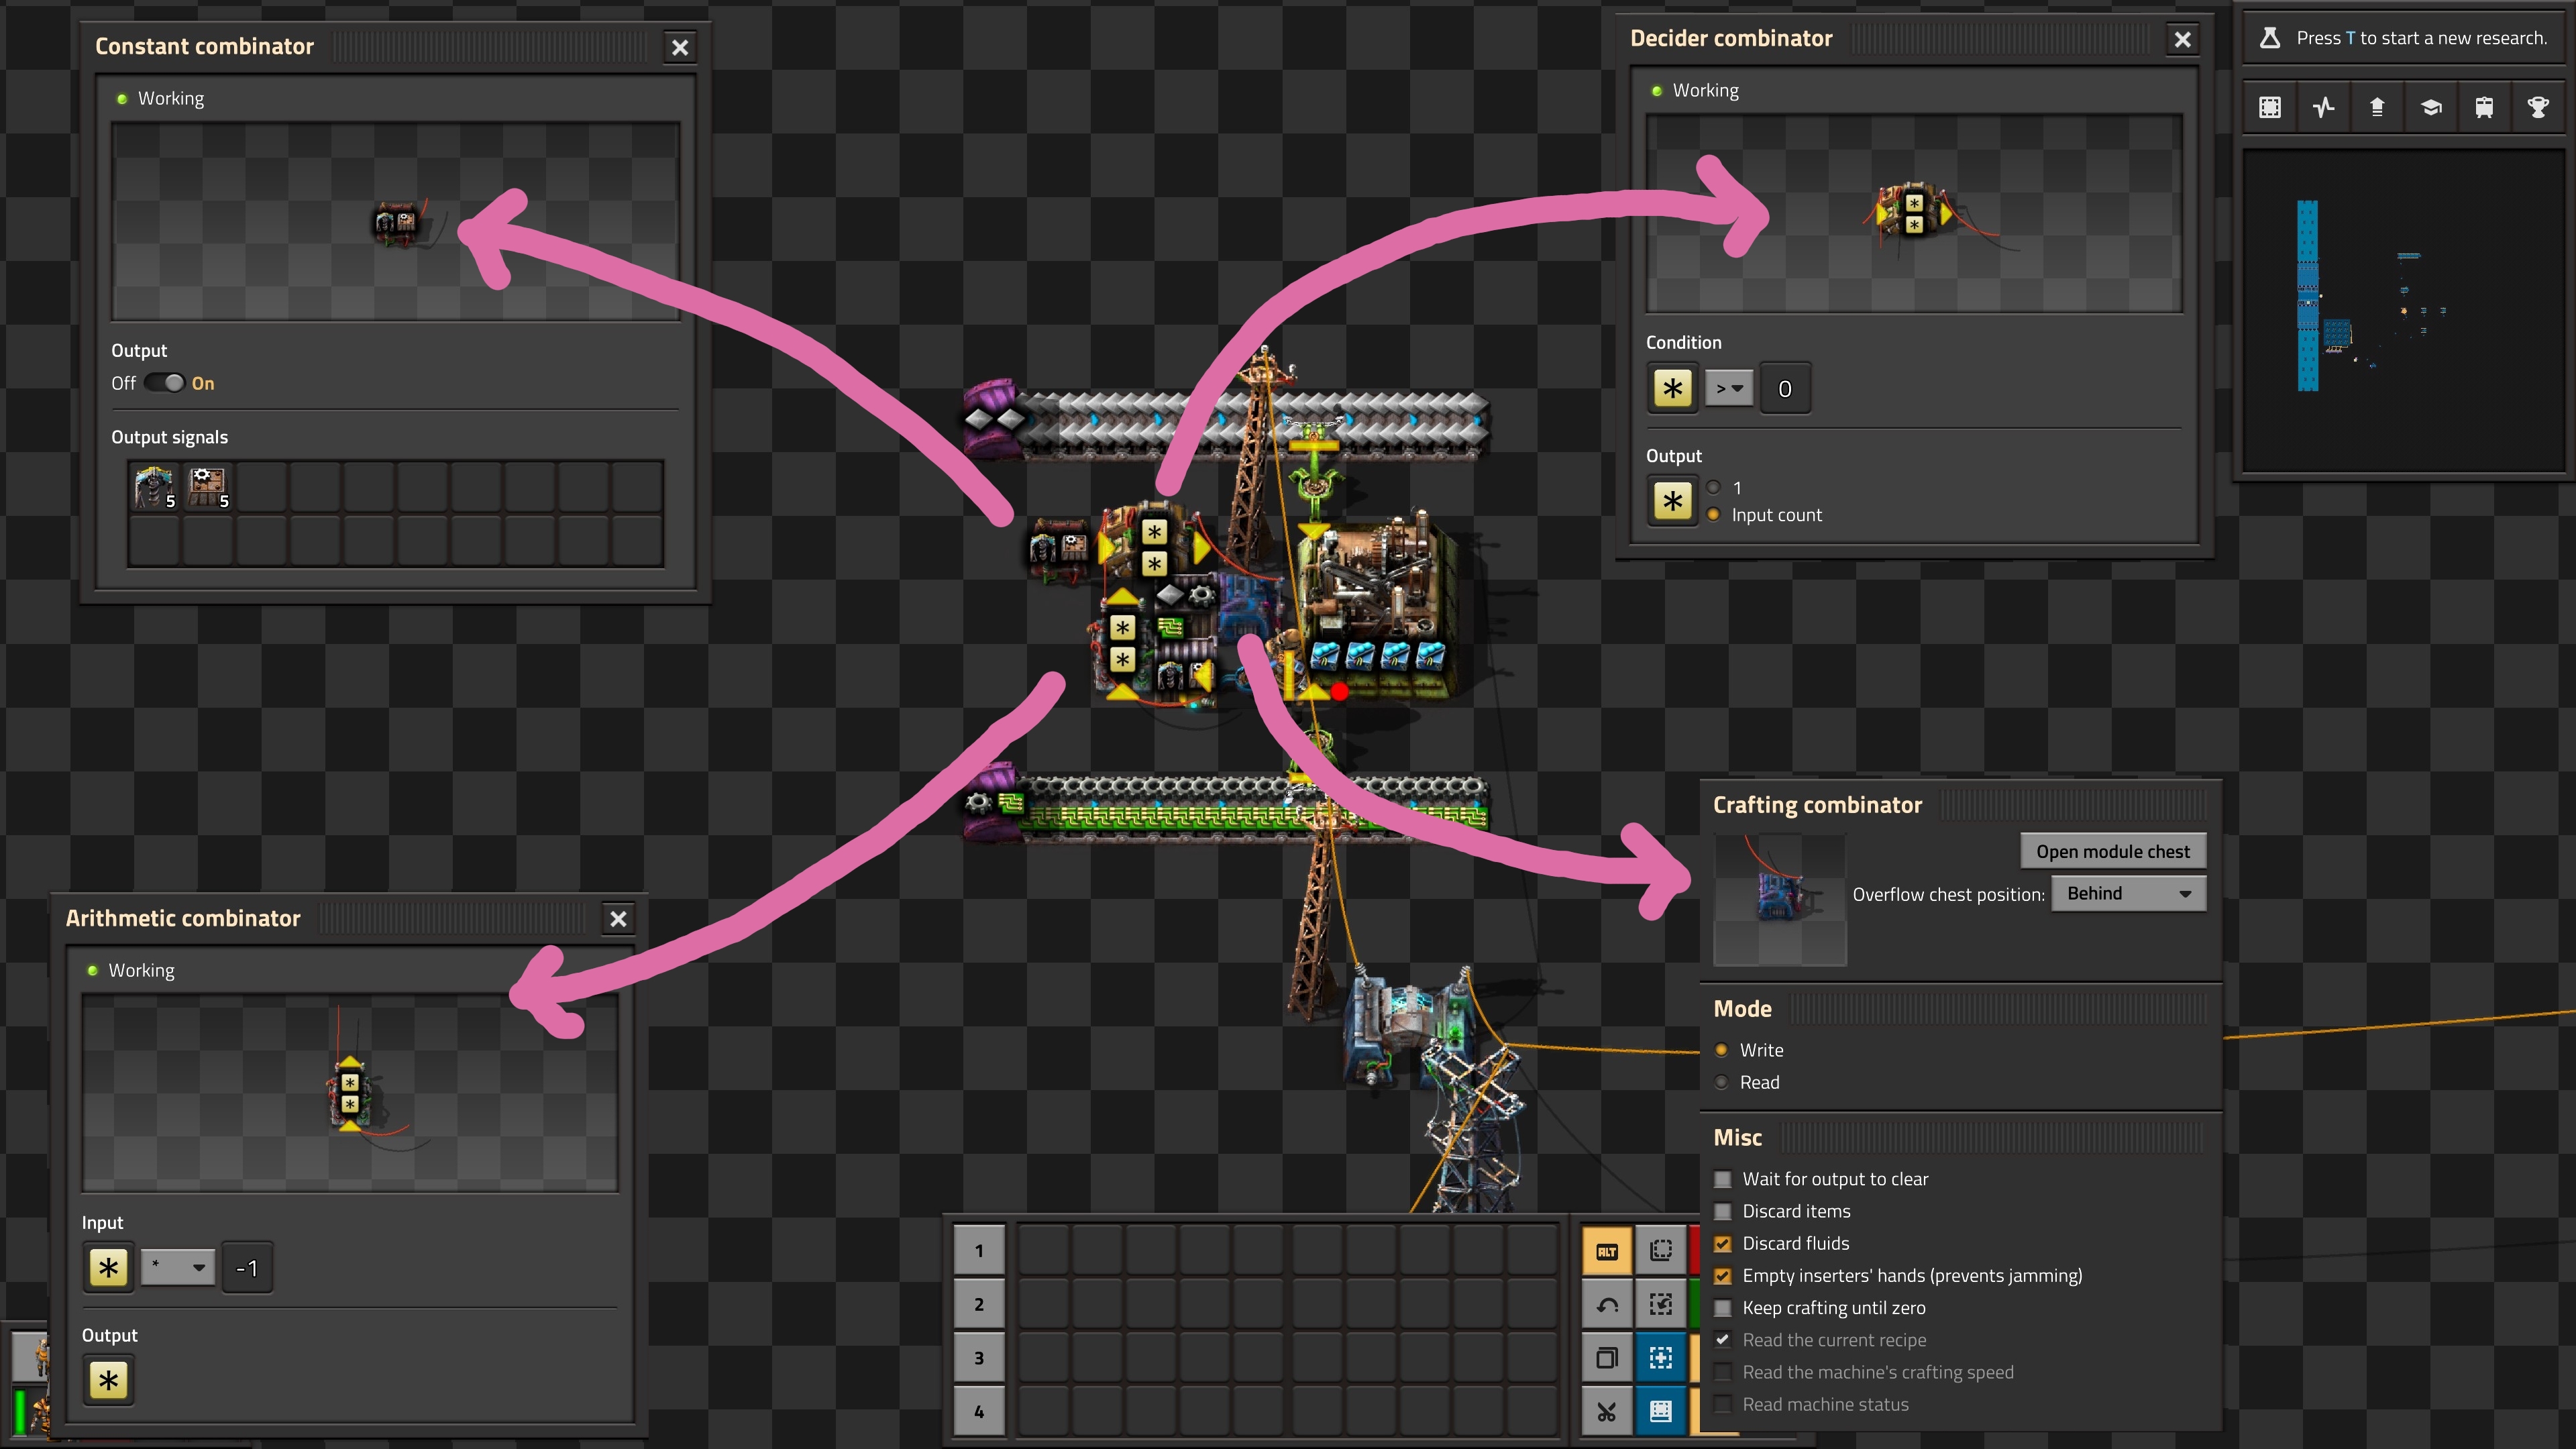 Constant combinator
Working
Output
Off On
Output signals
5 5
Decider combinator
Working
Condition
* > 0
Output
* 1
Input count
Press T to start a new research.
Arithmetic combinator
Working
Input
* * -1
Output
*
Crafting combinator
Open module chest
Overflow chest position: Behind
Mode
Write
Read
Misc
Wait for output to clear
Discard items
Discard fluids
Empty inserters' hands (prevents jamming)
Keep crafting until zero
Read the current recipe
Read the machine's crafting speed
Read machine status
1
2
3
4
ALT